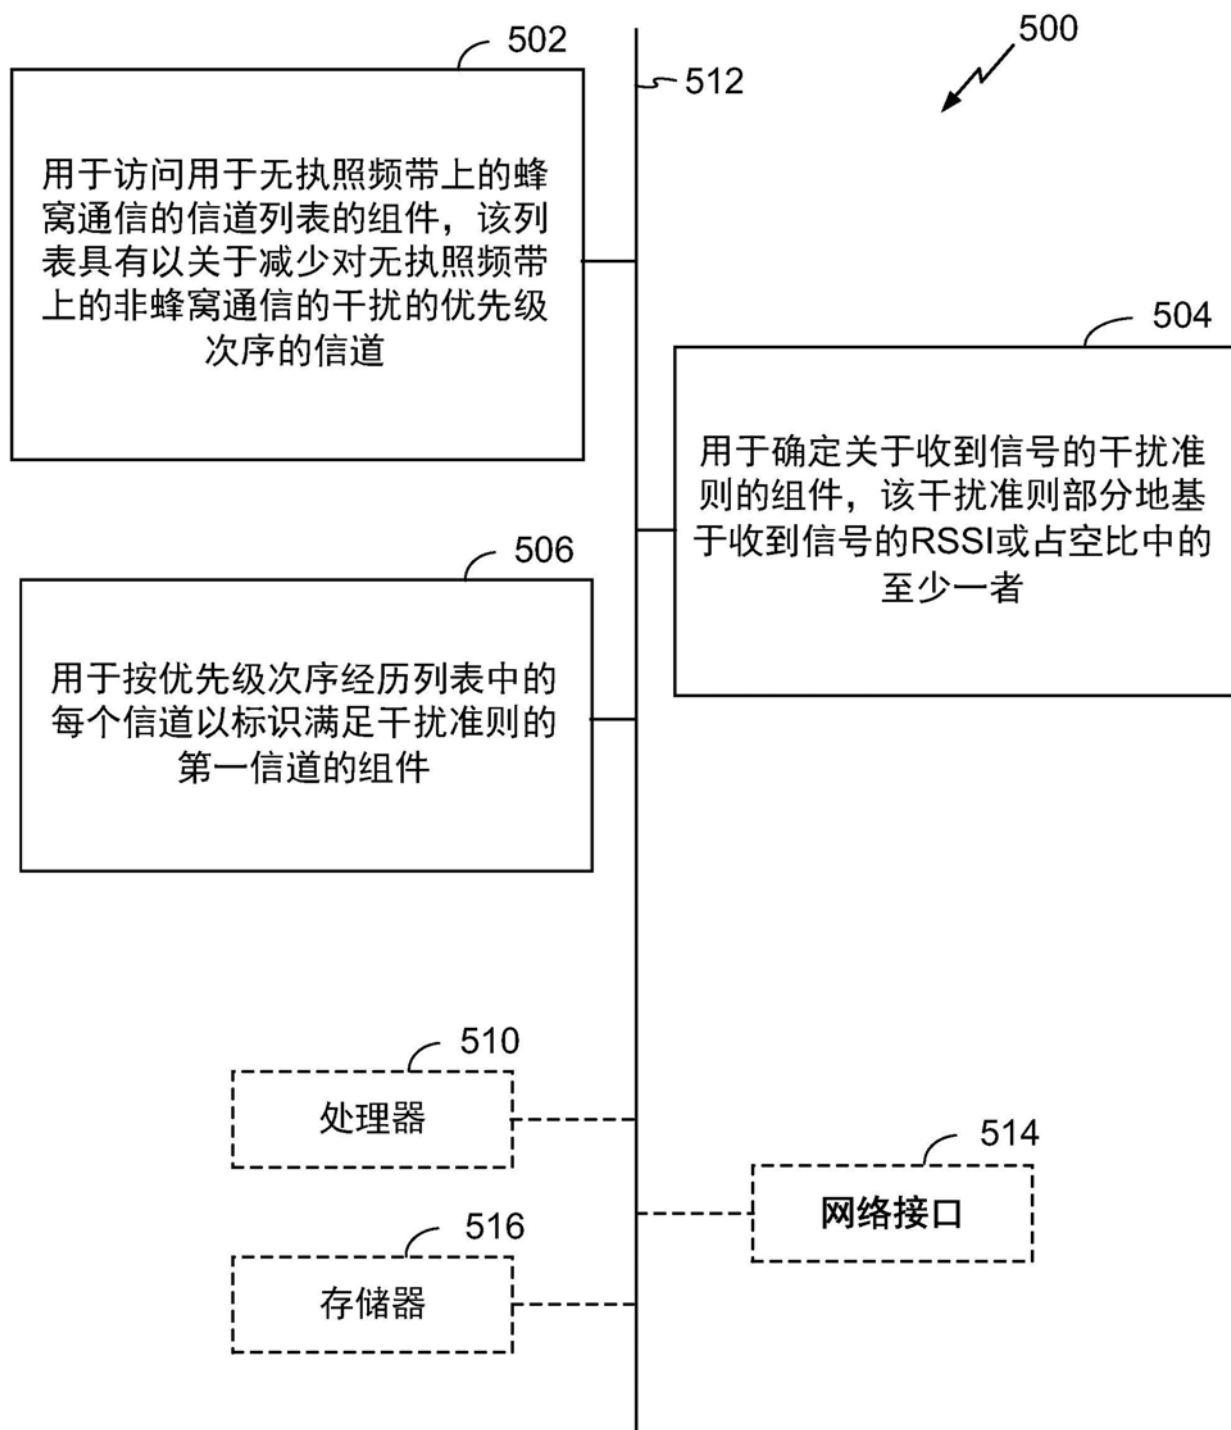 500
502
512
用于访问用于无执照频带上的蜂
窝通信的信道列表的组件，该列
表具有以关于减少对无执照频带
上的非蜂窝通信的干扰的优先级
次序的信道
504
用于确定关于收到信号的干扰准
则的组件，该干扰准则部分地基
于收到信号的RSSI或占空比中的
至少一者
506
用于按优先级次序经历列表中的
每个信道以标识满足干扰准则的
第一信道的组件
510
处理器
514
网络接口
516
存储器